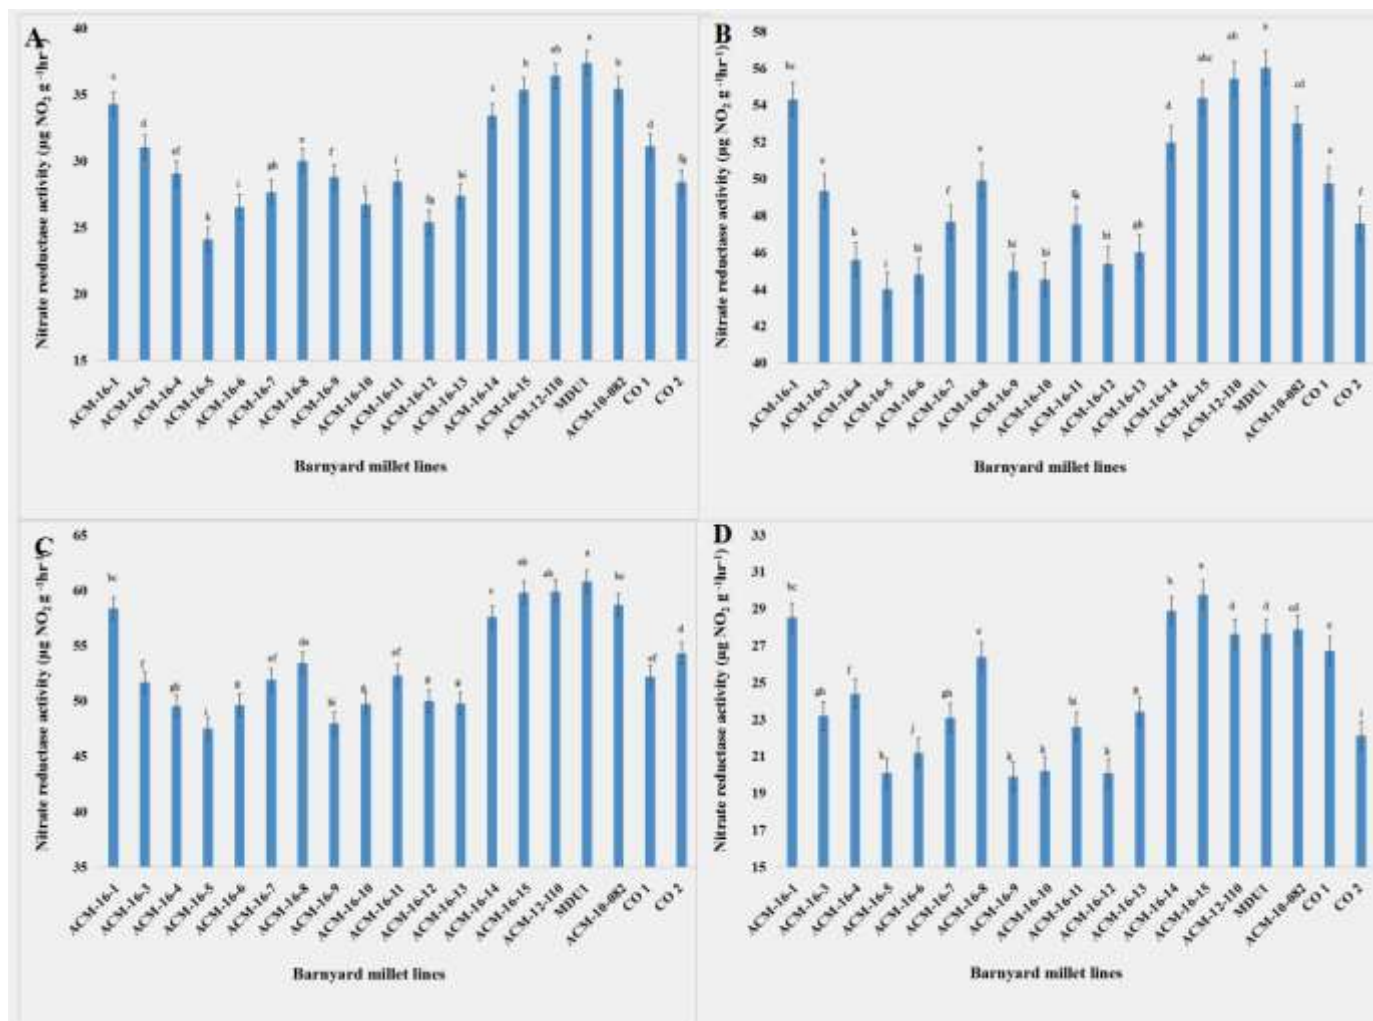 A
Nitrate reeductase activity (µg NO₂ g⁻¹hr⁻¹)
40
35
30
25
20
15
ACM-16-1
ACM-16-3
ACM-16-4
ACM-16-5
ACM-16-6
ACM-16-7
ACM-16-8
ACM-16-9
ACM-16-10
ACM-16-11
ACM-16-12
ACM-16-13
ACM-16-14
ACM-16-15
ACM-12-110
MDU1
ACM-10-082
CO 1
CO 2
Barnyard millet lines
B
Nitrate reductase activity (µg NO₂ g⁻¹hr⁻¹)
58
56
54
52
50
48
46
44
42
40
bc
e
h
i
hi
f
e
hi
hi
fg
hi
gh
d
abc
ab
a
cd
e
f
ACM-16-1
ACM-16-3
ACM-16-4
ACM-16-5
ACM-16-6
ACM-16-7
ACM-16-8
ACM-16-9
ACM-16-10
ACM-16-11
ACM-16-12
ACM-16-13
ACM-16-14
ACM-16-15
ACM-12-110
MDU1
ACM-10-082
CO 1
CO 2
Barnyard millet lines
C
Nitrate reductase activity (µg NO₂ g⁻¹hr⁻¹)
65
60
55
50
45
40
35
ACM-16-1
ACM-16-3
ACM-16-4
ACM-16-5
ACM-16-6
ACM-16-7
ACM-16-8
ACM-16-9
ACM-16-10
ACM-16-11
ACM-16-12
ACM-16-13
ACM-16-14
ACM-16-15
ACM-12-110
MDU1
ACM-10-082
CO 1
CO 2
Barnyard millet lines
D
Nitrate reductase activity (µg NO₂ g⁻¹hr⁻¹)
33
31
29
27
25
23
21
19
17
15
ACM-16-1
ACM-16-3
ACM-16-4
ACM-16-5
ACM-16-6
ACM-16-7
ACM-16-8
ACM-16-9
ACM-16-10
ACM-16-11
ACM-16-12
ACM-16-13
ACM-16-14
ACM-16-15
ACM-12-110
MDU1
ACM-10-082
CO 1
CO 2
Barnyard millet lines